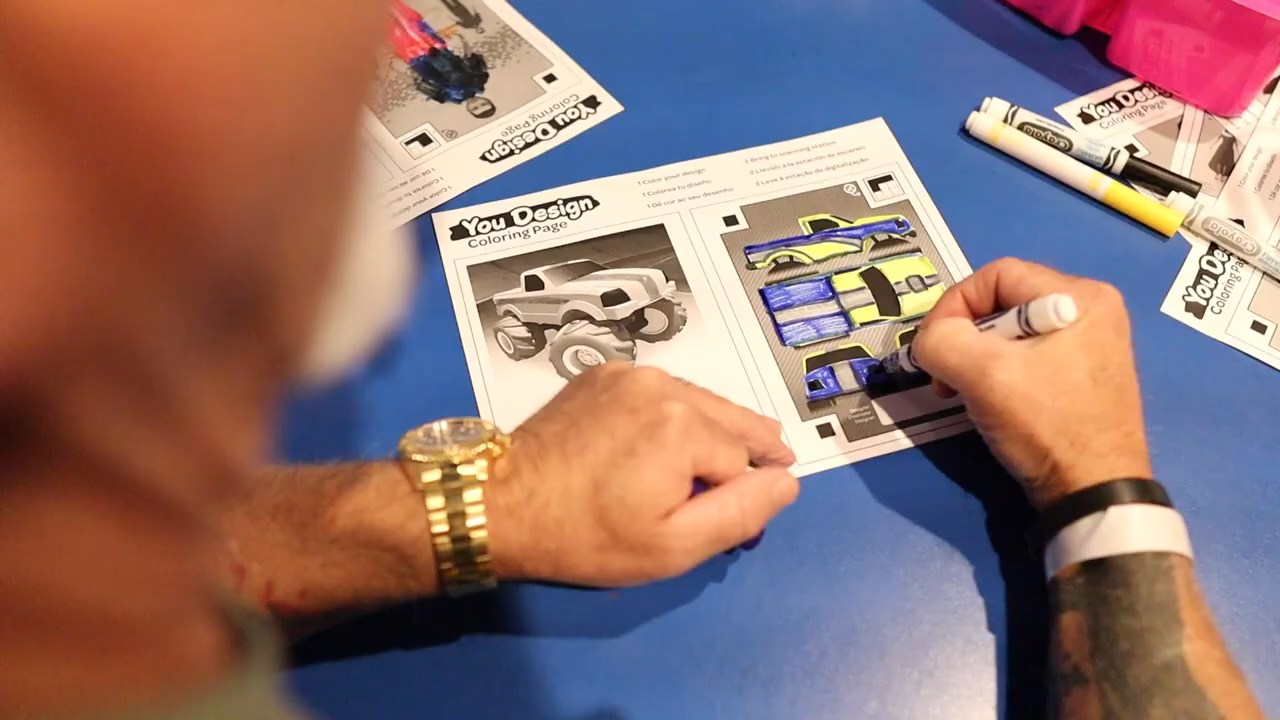 You Design
Coloring Page
1 Color your design
1 Colorea tu diseño
1 Dê cor ao seu desenho
2 Bring to scanning station
2 Llévalo a la estación de escaneo
2 Leve à estação de digitalização
You Design
Coloring Page
You Design
Coloring Page
Coloring
Crayola
Crayola